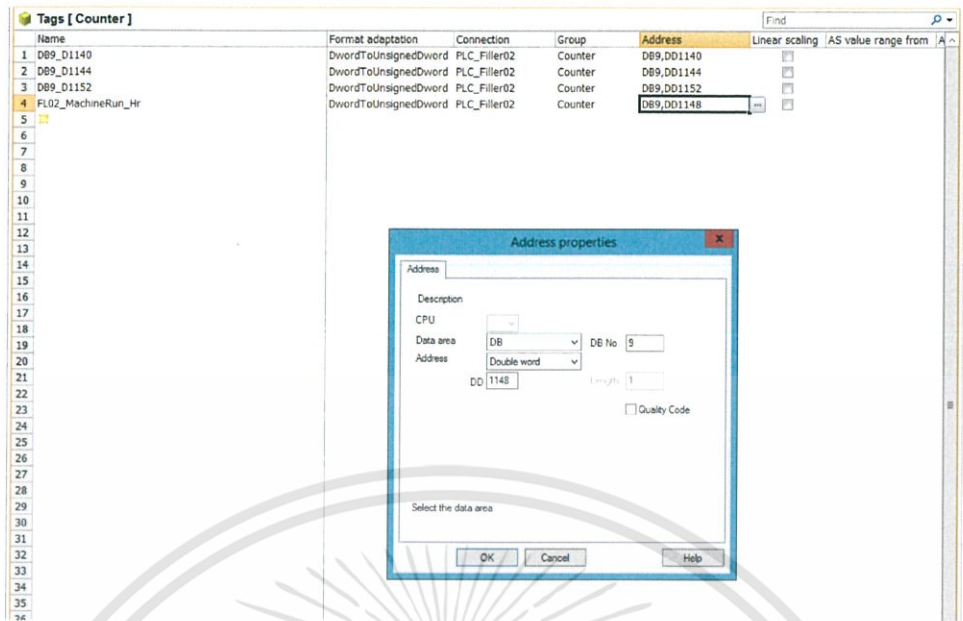 Tags [ Counter ]
Find
Name Format adaptation Connection Group Address Linear scaling AS value range from A
1 DB9_D1140 DwordToUnsignedDword PLC_Filler02 Counter DB9,DD1140
2 DB9_D1144 DwordToUnsignedDword PLC_Filler02 Counter DB9,DD1144
3 DB9_D1152 DwordToUnsignedDword PLC_Filler02 Counter DB9,DD1152
4 FL02_MachineRun_Hr DwordToUnsignedDword PLC_Filler02 Counter DB9,DD1148 ...
5
6
7
8
9
10
11
12
13
14
15
16
17
18
19
20
21
22
23
24
25
26
27
28
29
30
31
32
33
34
35
26
Address properties
x
Address
Description
CPU
Data area DB DB No 9
Address Double word
DD 1148 Length 1
Quality Code
Select the data area
OK Cancel Help